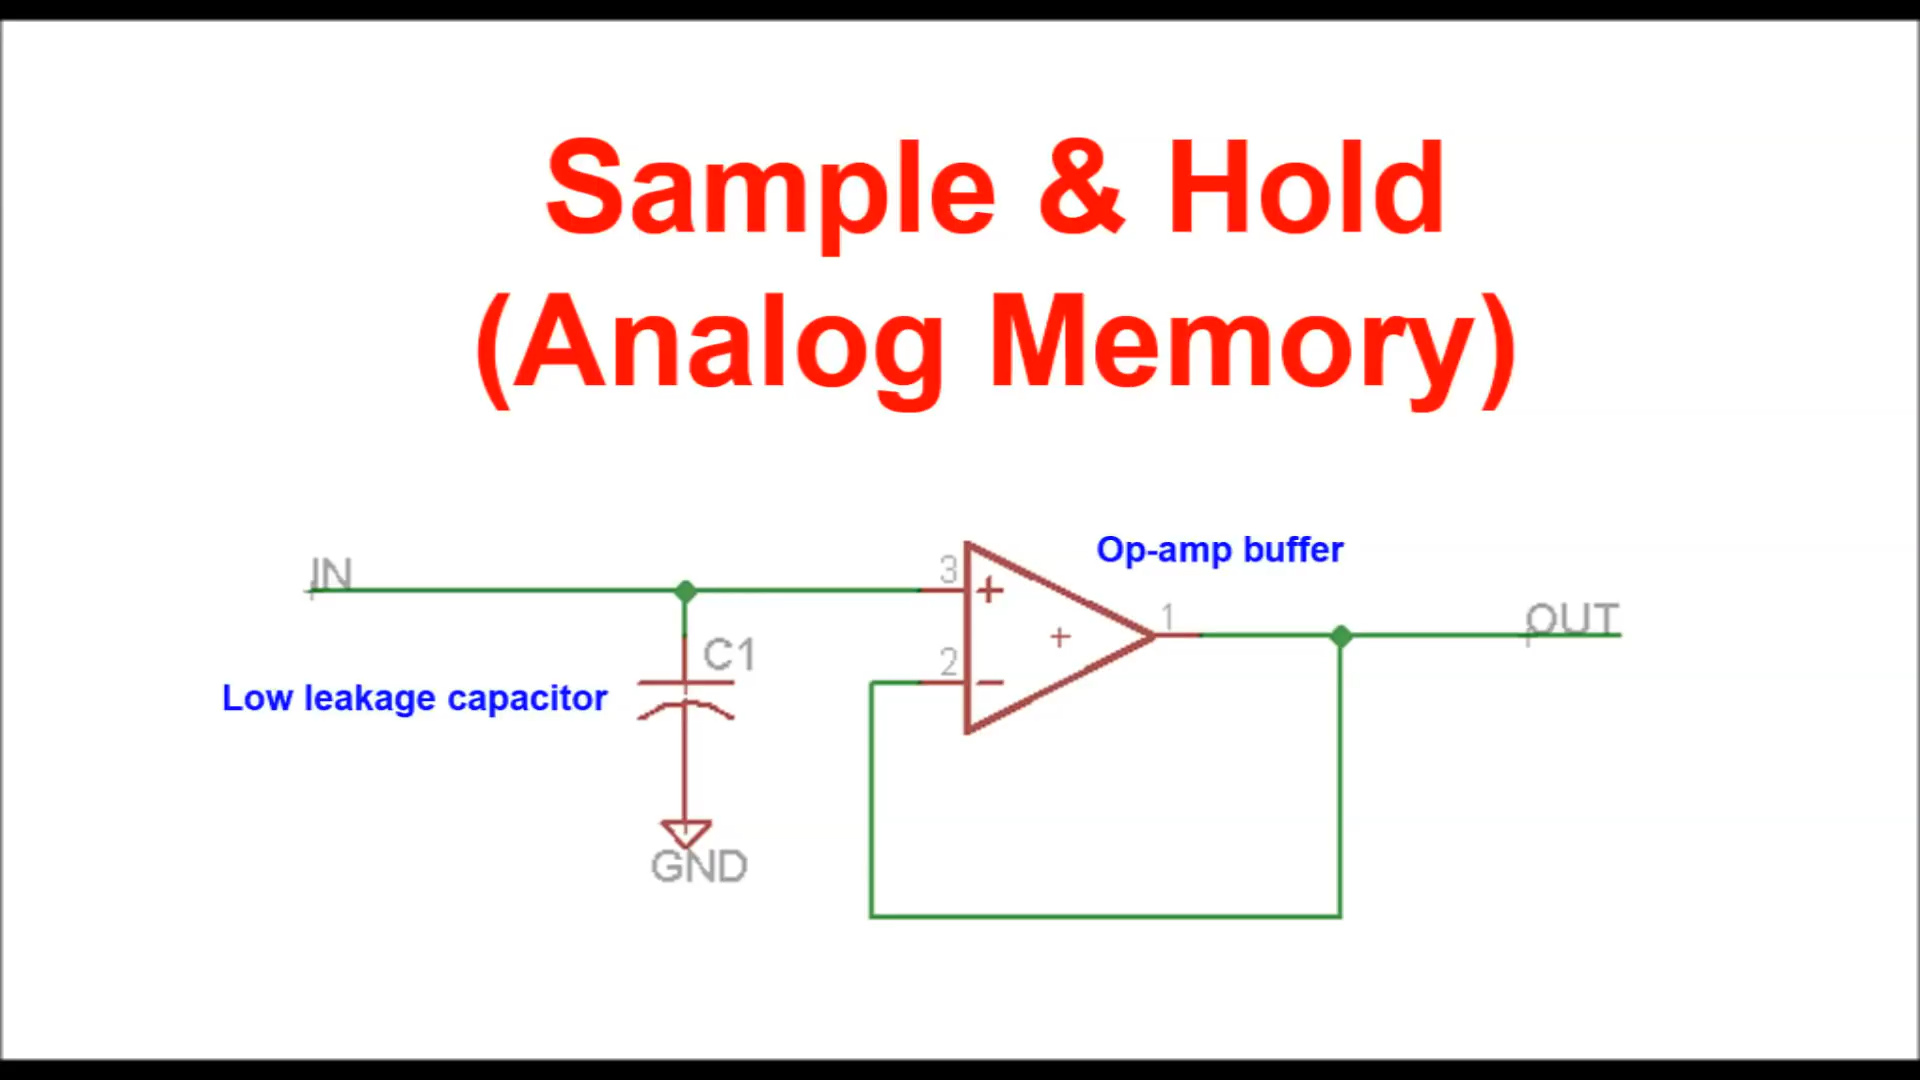 Sample & Hold
(Analog Memory)
Op-amp buffer
IN
3
+
1
OUT
+
C1
2
Low leakage capacitor
−
GND